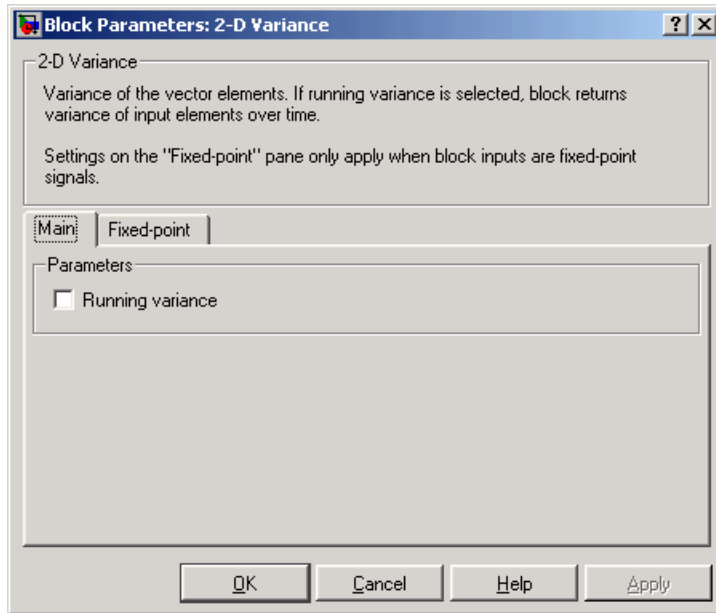 Block Parameters: 2-D Variance
2-D Variance
Variance of the vector elements. If running variance is selected, block returns
variance of input elements over time.
Settings on the "Fixed-point" pane only apply when block inputs are fixed-point
signals.
Main Fixed-point
Parameters
Running variance
OK Cancel Help Apply